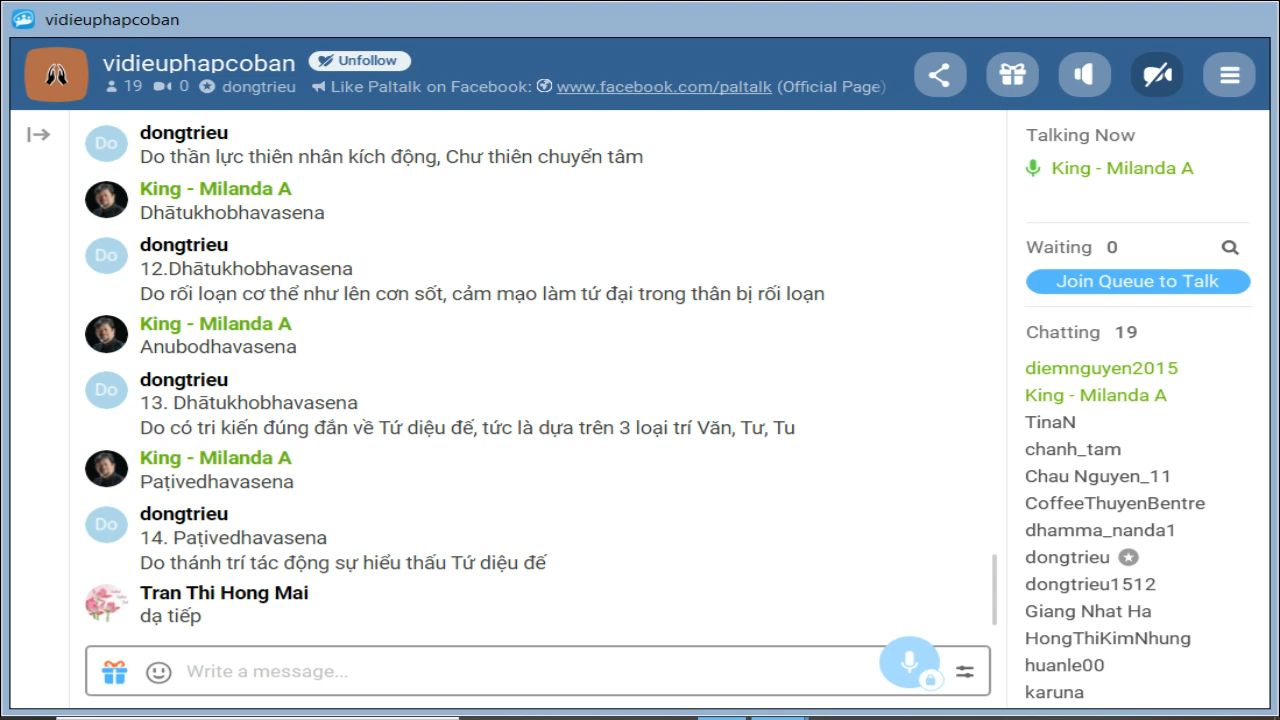 vidieuphapcoban
vidieuphapcoban Unfollow
19 0 dongtrieu Like Paltalk on Facebook: www.facebook.com/paltalk (Official Page)
Do dongtrieu
Do thần lực thiên nhân kích động, Chư thiên chuyển tâm
King - Milanda A
Dhātukhobhavasena
Do dongtrieu
12.Dhātukhobhavasena
Do rối loạn cơ thể như lên cơn sốt, cảm mạo làm tứ đại trong thân bị rối loạn
King - Milanda A
Anubodhavasena
Do dongtrieu
13. Dhātukhobhavasena
Do có tri kiến đúng đắn về Tứ diệu đế, tức là dựa trên 3 loại trí Văn, Tư, Tu
King - Milanda A
Paṭivedhavasena
Do dongtrieu
14. Paṭivedhavasena
Do thánh trí tác động sự hiểu thấu Tứ diệu đế
Tran Thi Hong Mai
dạ tiếp
Write a message...
Talking Now
King - Milanda A
Waiting 0
Join Queue to Talk
Chatting 19
diemnguyen2015
King - Milanda A
TinaN
chanh_tam
Chau Nguyen_11
CoffeeThuyenBentre
dhamma_nanda1
dongtrieu
dongtrieu1512
Giang Nhat Ha
HongThiKimNhung
huanle00
karuna